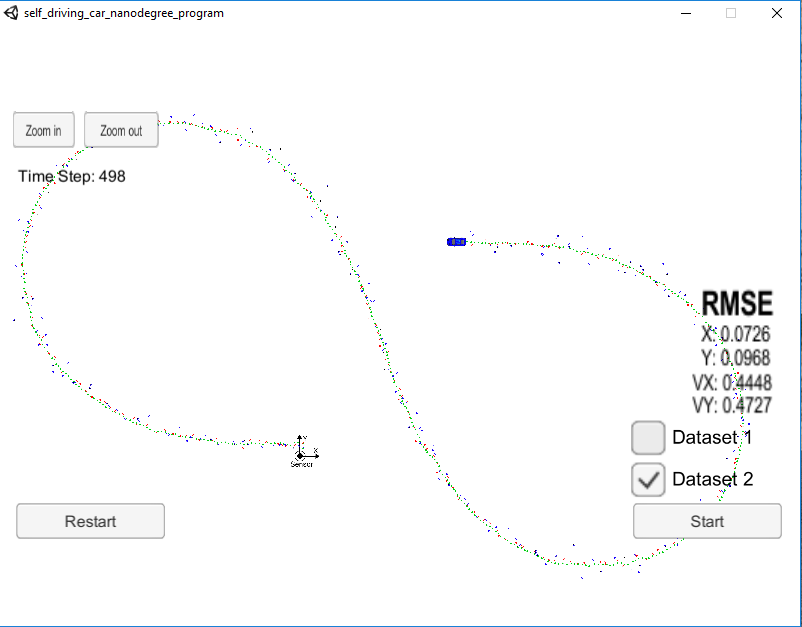 self_driving_car_nanodegree_program
Zoom in
Zoom out
Time Step: 498
RMSE
X: 0.0726
Y: 0.0968
VX: 0.4448
VY: 0.4727
Dataset 1
Y
X
Sensor
Dataset 2
Restart
Start